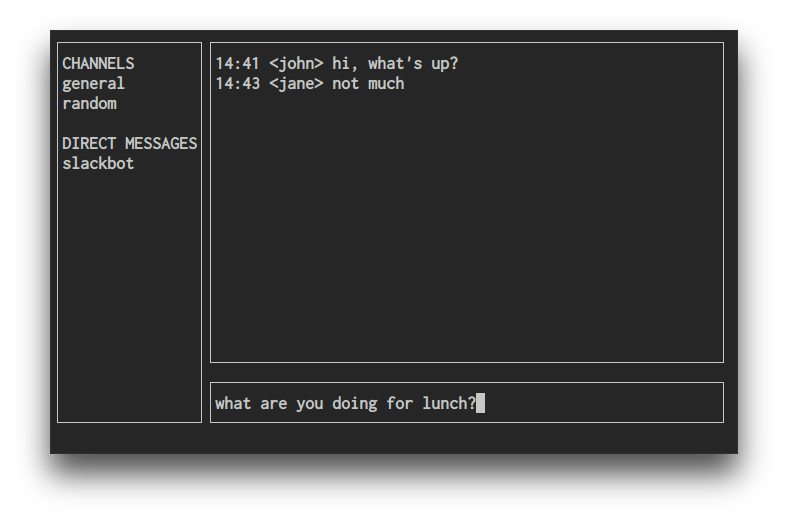 CHANNELS
general
random
DIRECT MESSAGES
slackbot
14:41 <john> hi, what's up?
14:43 <jane> not much
what are you doing for lunch?